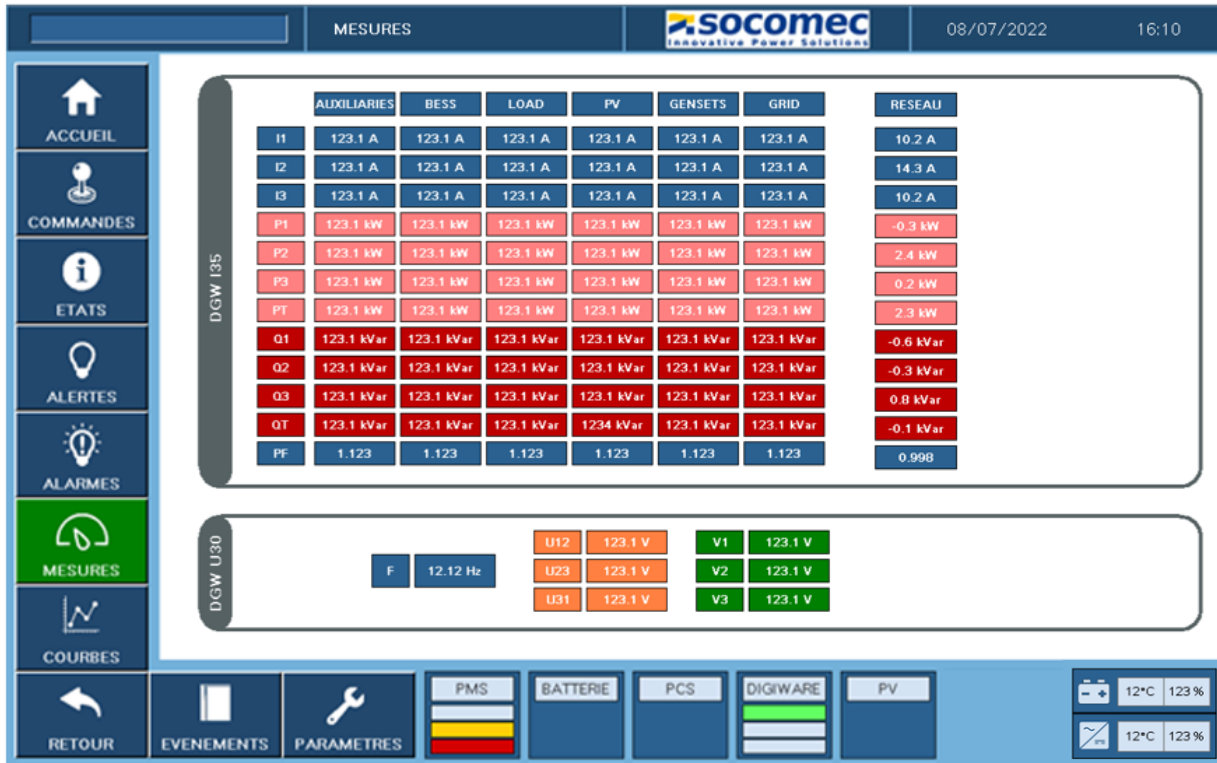 MESURES
socomec
Innovative Power Solutions
08/07/2022
16:10
ACCUEIL
COMMANDES
ETATS
ALERTES
ALARMES
MESURES
COURBES
DGW I35
AUXILIARIES BESS LOAD PV GENSETS GRID RESEAU
I1 123.1 A 123.1 A 123.1 A 123.1 A 123.1 A 123.1 A 10.2 A
I2 123.1 A 123.1 A 123.1 A 123.1 A 123.1 A 123.1 A 14.3 A
I3 123.1 A 123.1 A 123.1 A 123.1 A 123.1 A 123.1 A 10.2 A
P1 123.1 kW 123.1 kW 123.1 kW 123.1 kW 123.1 kW 123.1 kW -0.3 kW
P2 123.1 kW 123.1 kW 123.1 kW 123.1 kW 123.1 kW 123.1 kW 2.4 kW
P3 123.1 kW 123.1 kW 123.1 kW 123.1 kW 123.1 kW 123.1 kW 0.2 kW
PT 123.1 kW 123.1 kW 123.1 kW 123.1 kW 123.1 kW 123.1 kW 2.3 kW
Q1 123.1 kVar 123.1 kVar 123.1 kVar 123.1 kVar 123.1 kVar 123.1 kVar -0.6 kVar
Q2 123.1 kVar 123.1 kVar 123.1 kVar 123.1 kVar 123.1 kVar 123.1 kVar -0.3 kVar
Q3 123.1 kVar 123.1 kVar 123.1 kVar 123.1 kVar 123.1 kVar 123.1 kVar 0.8 kVar
QT 123.1 kVar 123.1 kVar 123.1 kVar 1234 kVar 123.1 kVar 123.1 kVar -0.1 kVar
PF 1.123 1.123 1.123 1.123 1.123 1.123 0.998
DGW U30
F 12.12 Hz
U12 123.1 V V1 123.1 V
U23 123.1 V V2 123.1 V
U31 123.1 V V3 123.1 V
RETOUR
EVENEMENTS
PARAMETRES
PMS
BATTERIE
PCS
DIGIWARE
PV
12°C 123 %
12°C 123 %